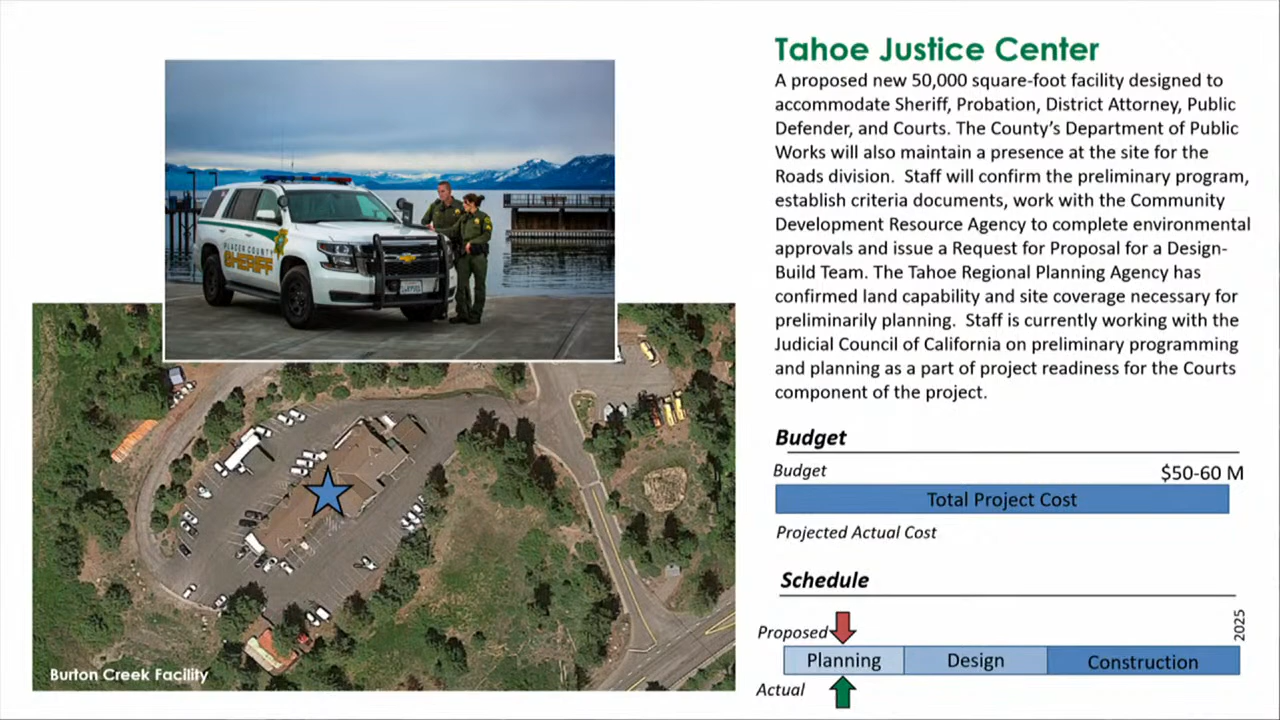 Tahoe Justice Center
A proposed new 50,000 square-foot facility designed to
accommodate Sheriff, Probation, District Attorney, Public
Defender, and Courts. The County's Department of Public
Works will also maintain a presence at the site for the
Roads division.  Staff will confirm the preliminary program,
establish criteria documents, work with the Community
Development Resource Agency to complete environmental
approvals and issue a Request for Proposal for a Design-
Build Team. The Tahoe Regional Planning Agency has
confirmed land capability and site coverage necessary for
preliminarily planning.  Staff is currently working with the
Judicial Council of California on preliminary programming
and planning as a part of project readiness for the Courts
component of the project.
PLACER COUNTY
SHERIFF
Burton Creek Facility
Budget
Budget
$50-60 M
Total Project Cost
Projected Actual Cost
Schedule
2025
Proposed
Planning
Design
Construction
Actual